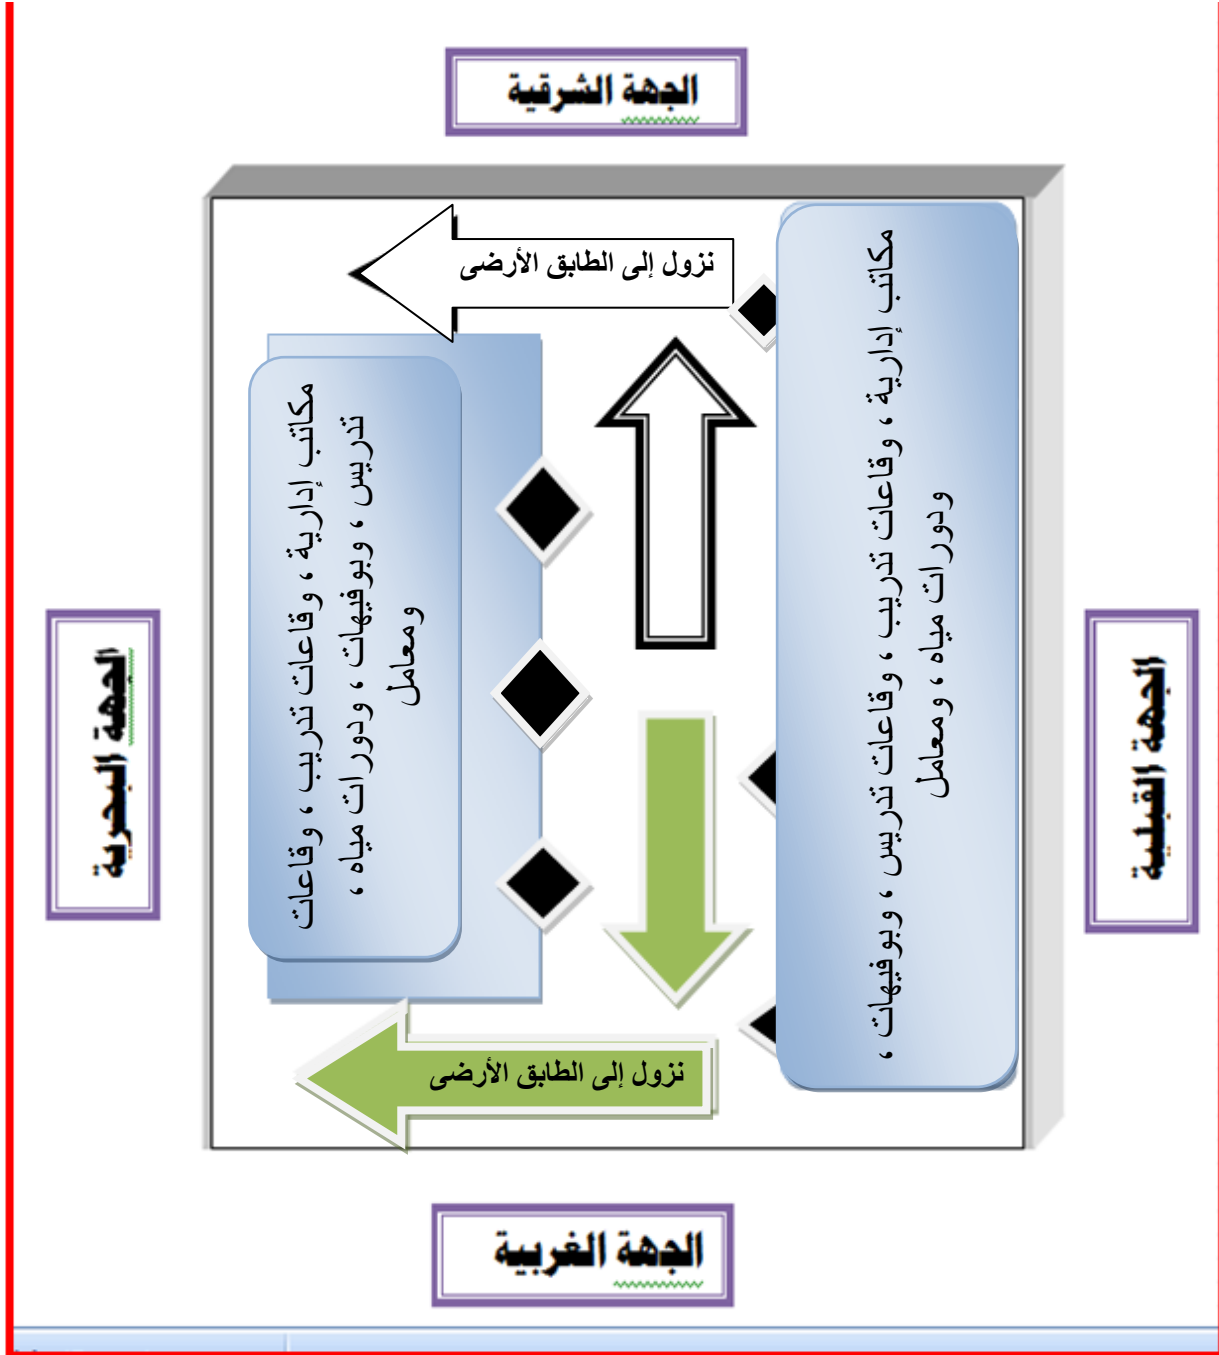 الجهة الشرقية
نزول إلى الطابق الأرضى
مكاتب إدارية ، وقاعات تدريب ، وقاعات تدريس ، وبوفيهات ،
ودورات مياه ، ومعامل
مكاتب إدارية ، وقاعات تدريب ، وقاعات
تدريس ، وبوفيهات ، ودورات مياه ،
ومعامل
الجهة القبلية
الجهة البحرية
نزول إلى الطابق الأرضى
الجهة الغربية